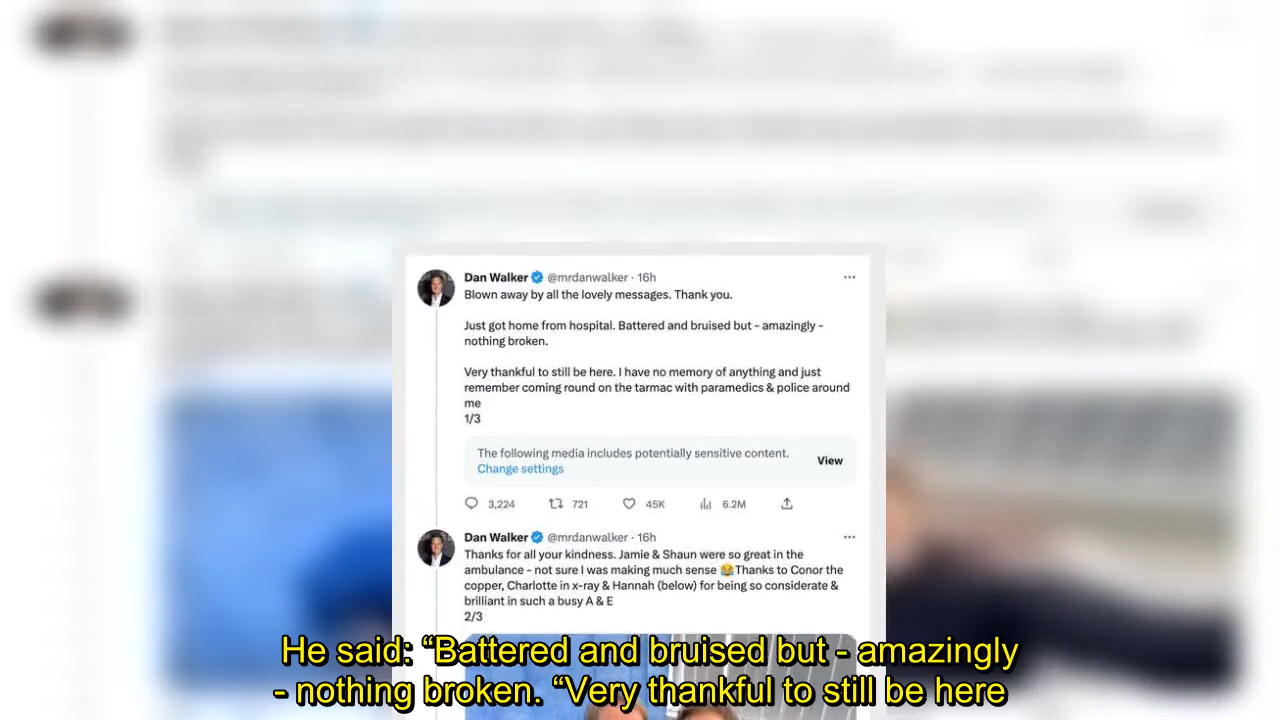 Dan Walker @mrdanwalker · 16h
Blown away by all the lovely messages. Thank you.
Just got home from hospital. Battered and bruised but - amazingly -
nothing broken.
Very thankful to still be here. I have no memory of anything and just
remember coming round on the tarmac with paramedics & police around
me
1/3
The following media includes potentially sensitive content.
Change settings
View
3,224 721 45K 6.2M
Dan Walker @mrdanwalker · 16h
Thanks for all your kindness. Jamie & Shaun were so great in the
ambulance - not sure I was making much sense 😂Thanks to Conor the
copper, Charlotte in x-ray & Hannah (below) for being so considerate &
brilliant in such a busy A & E
2/3
He said: “Battered and bruised but - amazingly
- nothing broken. “Very thankful to still be here